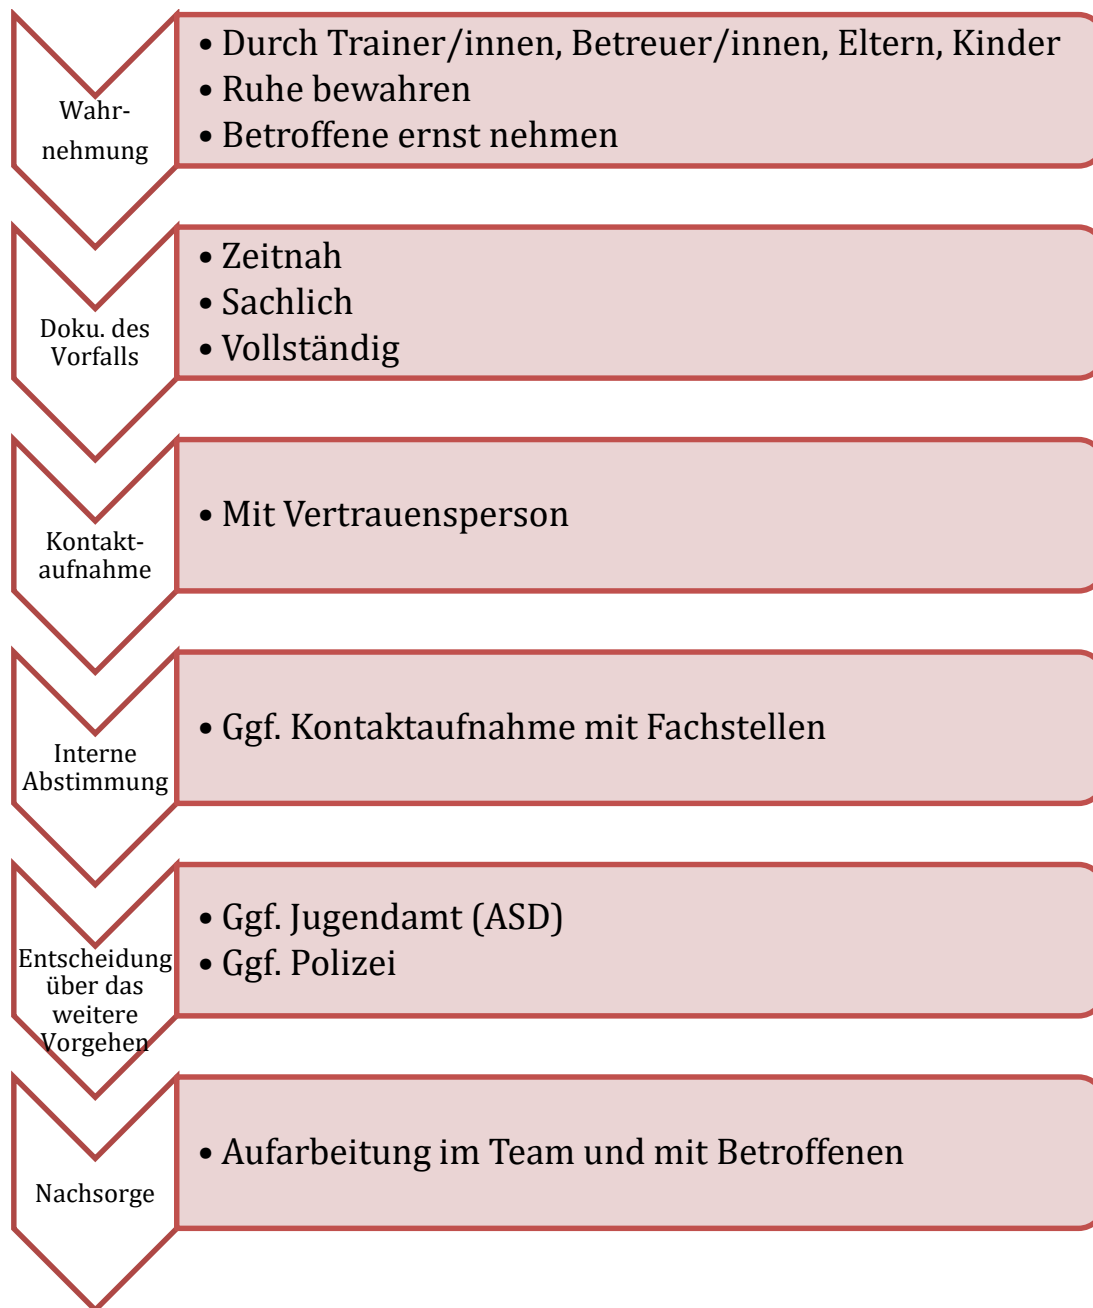 Wahr-
nehmung
• Durch Trainer/innen, Betreuer/innen, Eltern, Kinder
• Ruhe bewahren
• Betroffene ernst nehmen
Doku. des
Vorfalls
• Zeitnah
• Sachlich
• Vollständig
Kontakt-
aufnahme
• Mit Vertrauensperson
Interne
Abstimmung
• Ggf. Kontaktaufnahme mit Fachstellen
Entscheidung
über das
weitere
Vorgehen
• Ggf. Jugendamt (ASD)
• Ggf. Polizei
Nachsorge
• Aufarbeitung im Team und mit Betroffenen